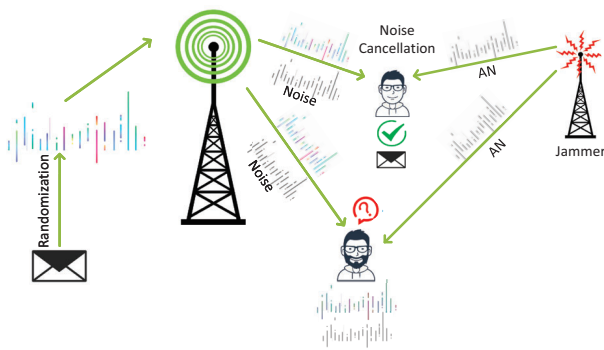 Noise
Cancellation
Noise
AN
Jammer
AN
Noise
Randomization